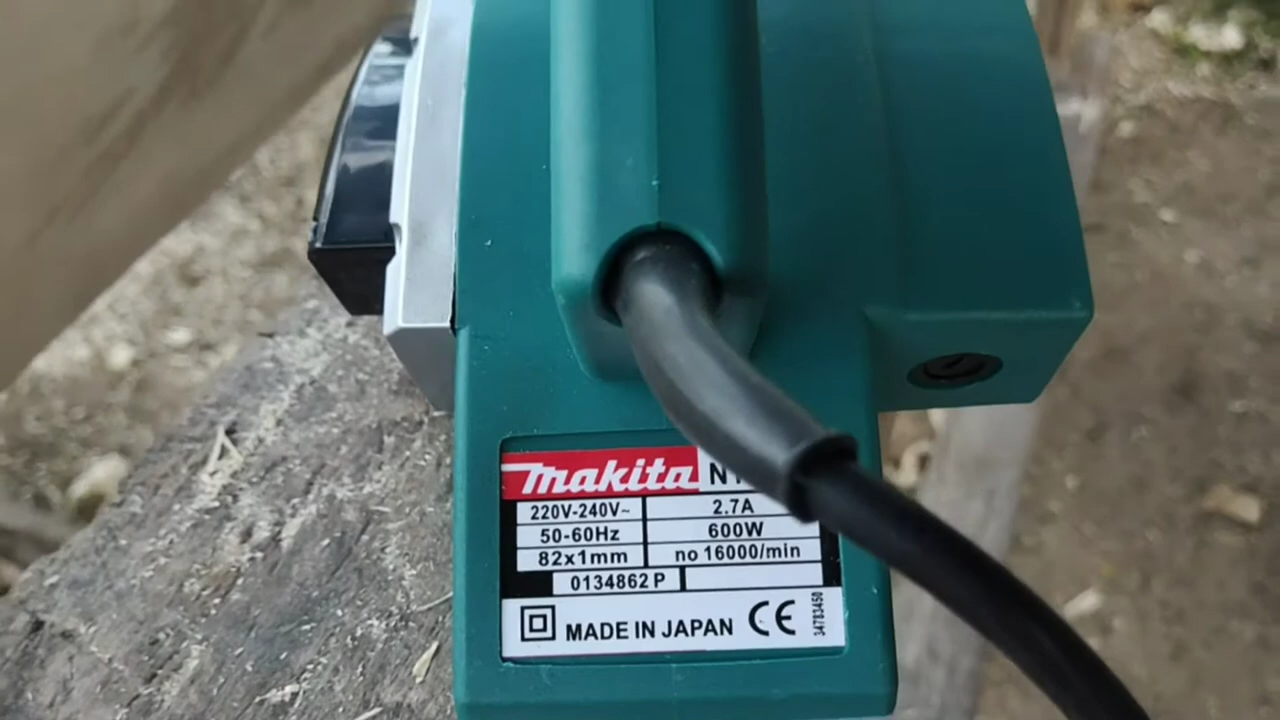 makita
220V-240V~ 2.7A
50-60Hz 600W
82x1mm no 16000/min
0134862 P
MADE IN JAPAN CE
34783450